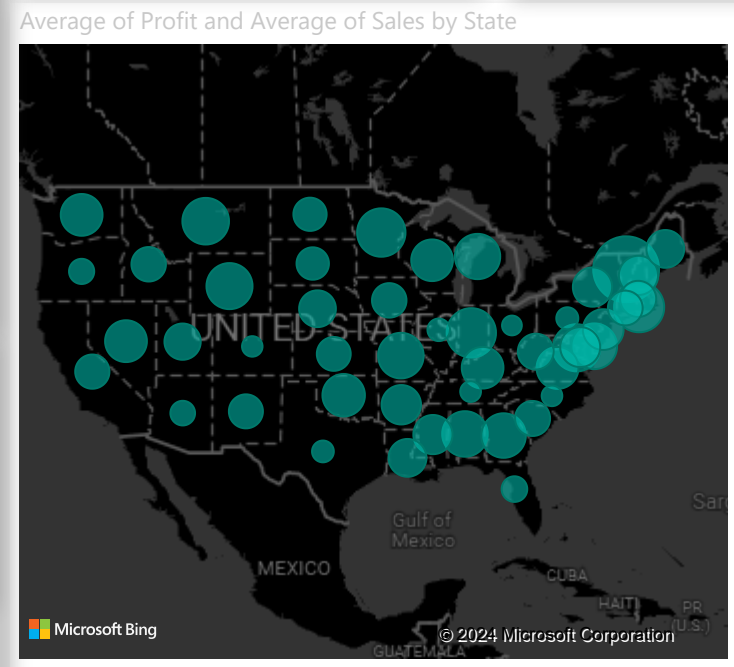 Average of Profit and Average of Sales by State
UNITED STATES
Gulf of
Mexico
Sar
MEXICO
CUBA
HAITI
PR
(U.S.)
GUATEMALA
Microsoft Bing
© 2024 Microsoft Corporation